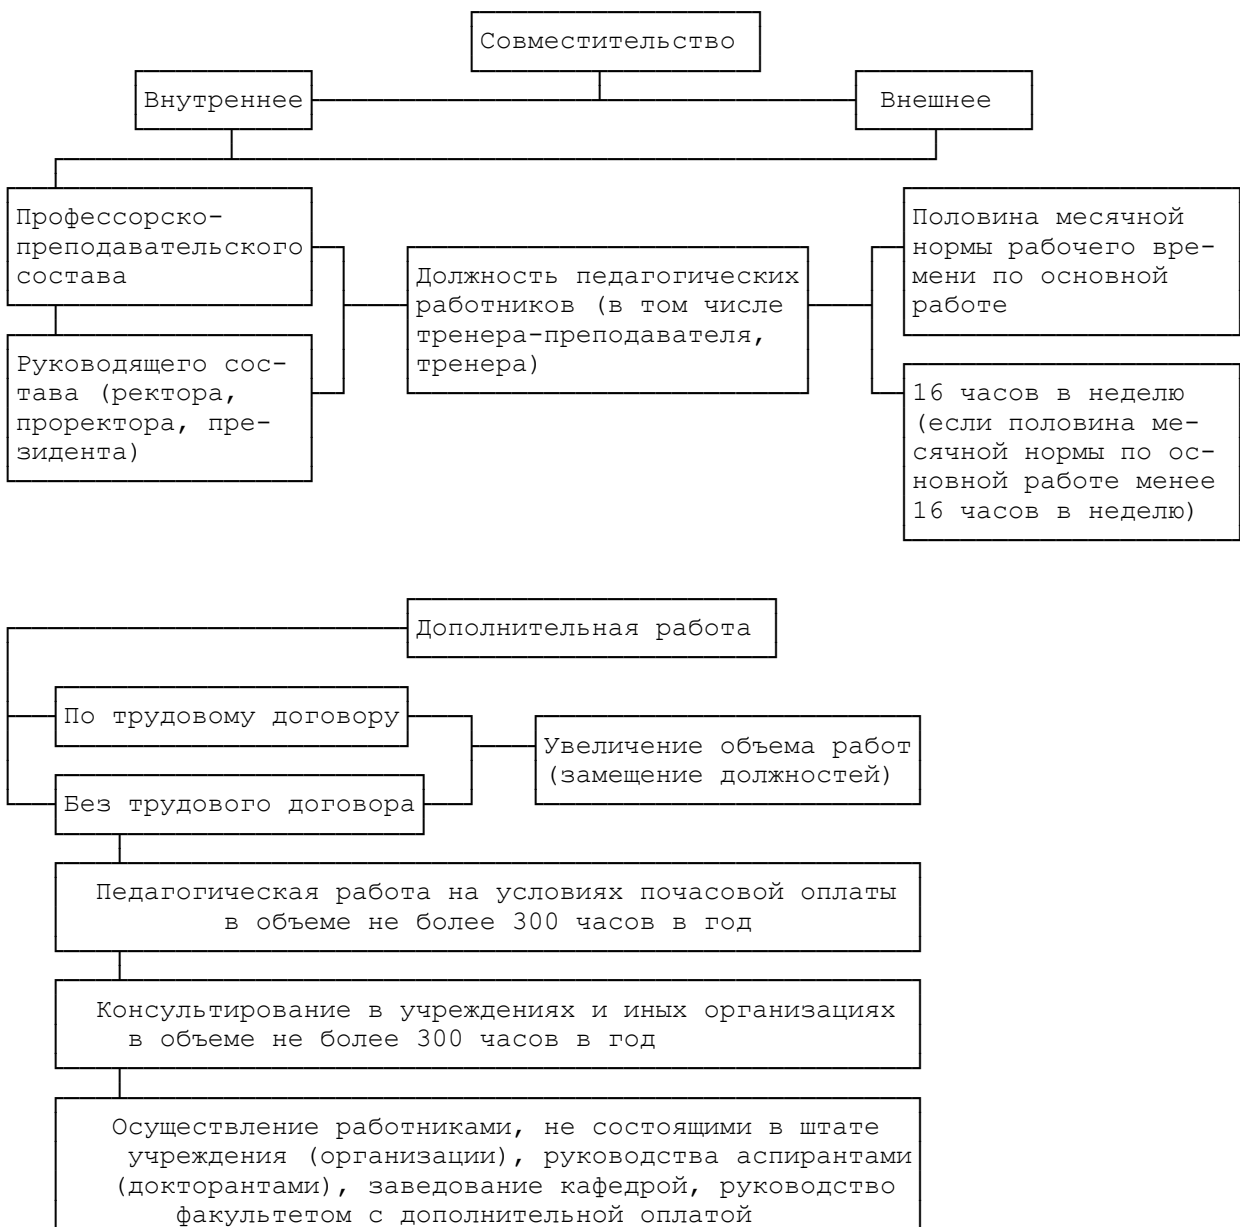 Совместительство
Внутреннее
Внешнее
Профессорско-
преподавательского
состава
Руководящего сос-
тава (ректора,
проректора, пре-
зидента)
Должность педагогических
работников (в том числе
тренера-преподавателя,
тренера)
Половина месячной
нормы рабочего вре-
мени по основной
работе
16 часов в неделю
(если половина ме-
сячной нормы по ос-
новной работе менее
16 часов в неделю)
Дополнительная работа
По трудовому договору
Без трудового договора
Увеличение объема работ
(замещение должностей)
Педагогическая работа на условиях почасовой оплаты
в объеме не более 300 часов в год
Консультирование в учреждениях и иных организациях
в объеме не более 300 часов в год
Осуществление работниками, не состоящими в штате
учреждения (организации), руководства аспирантами
(докторантами), заведование кафедрой, руководство
факультетом с дополнительной оплатой